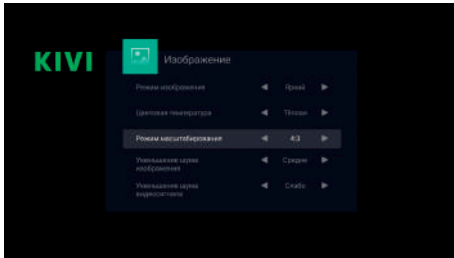 KIVI
Изображение
Режим изображения
Яркий
Цветовая температура
Тёплая
Режим масштабирования
4:3
Уменьшение шума
изображения
Средне
Уменьшение шума
видеосигнала
Слабо